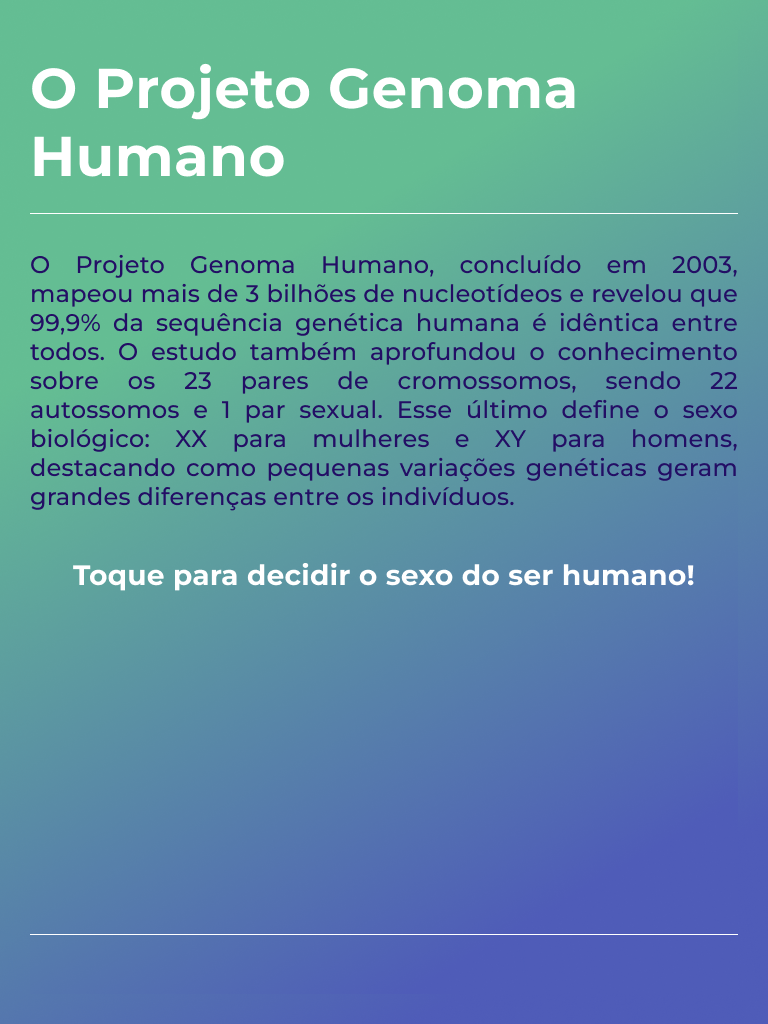 O Projeto Genoma
Humano
O Projeto Genoma Humano, concluído em 2003,
mapeou mais de 3 bilhões de nucleotídeos e revelou que
99,9% da sequência genética humana é idêntica entre
todos. O estudo também aprofundou o conhecimento
sobre os 23 pares de cromossomos, sendo 22
autossomos e 1 par sexual. Esse último define o sexo
biológico: XX para mulheres e XY para homens,
destacando como pequenas variações genéticas geram
grandes diferenças entre os indivíduos.
Toque para decidir o sexo do ser humano!